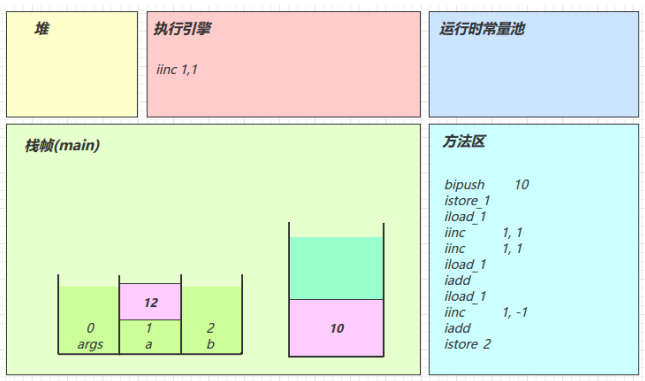 堆
执行引擎
iinc 1,1
运行时常量池
栈帧(main)
12
0 1 2
args a b
10
方法区
bipush 10
istore_1
iload_1
iinc 1, 1
iinc 1, 1
iload_1
iadd
iload_1
iinc 1, -1
iadd
istore 2